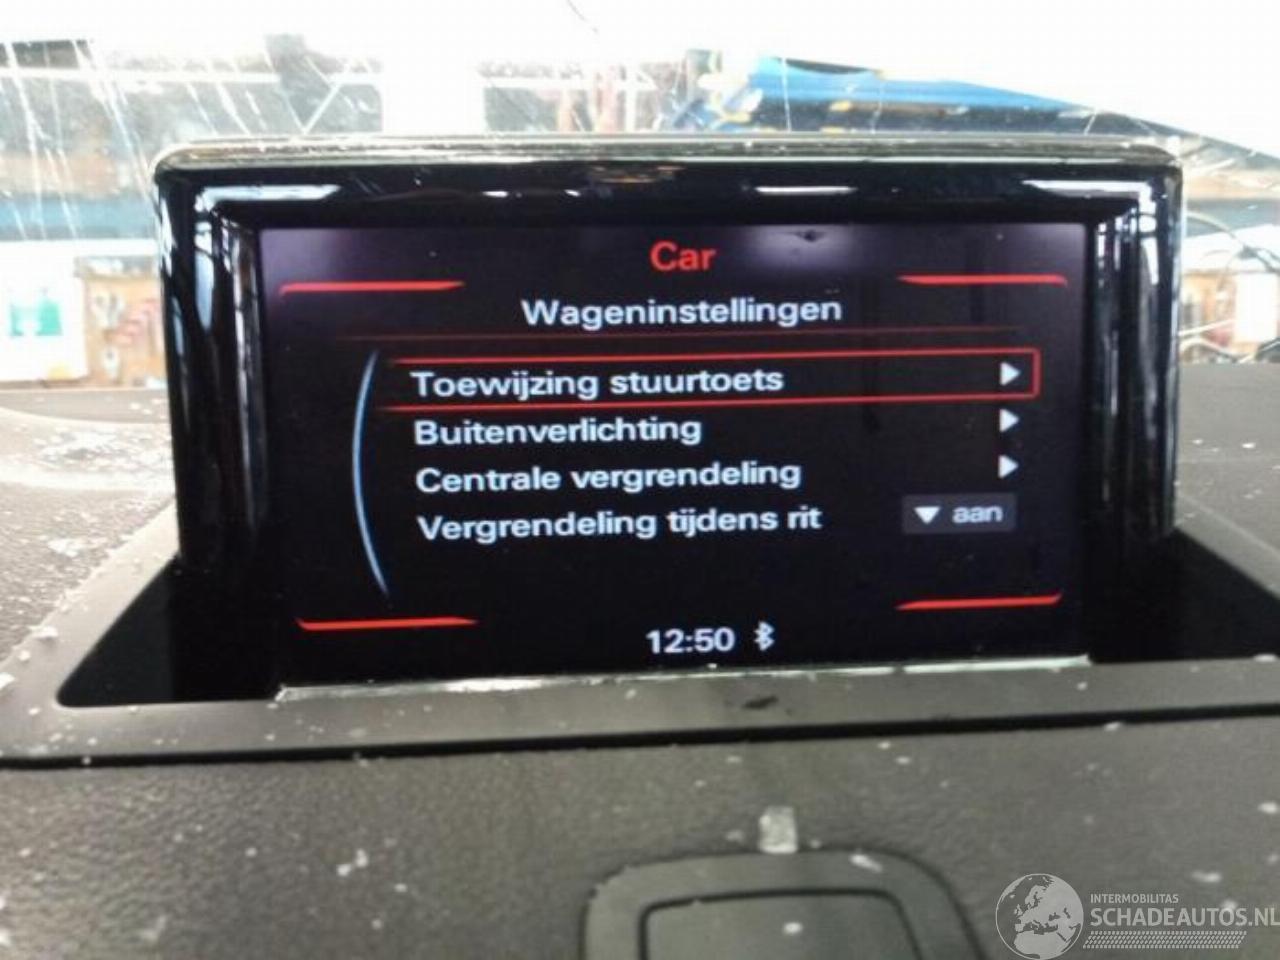 Car
Wageninstellingen
Toewijzing stuurtoets
Buitenverlichting
Centrale vergrendeling
Vergrendeling tijdens rit aan
12:50
INTERMOBILITAS
SCHADEAUTOS.NL